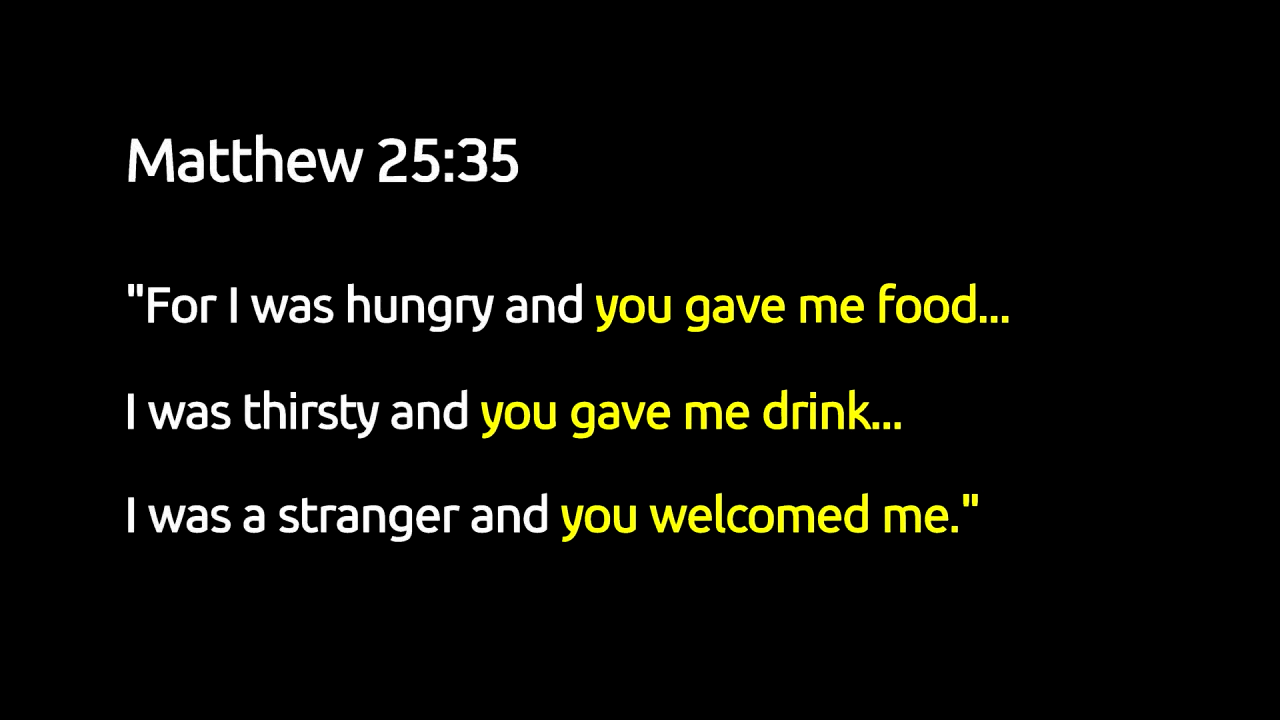 Matthew 25:35
"For I was hungry and you gave me food...
I was thirsty and you gave me drink...
I was a stranger and you welcomed me."